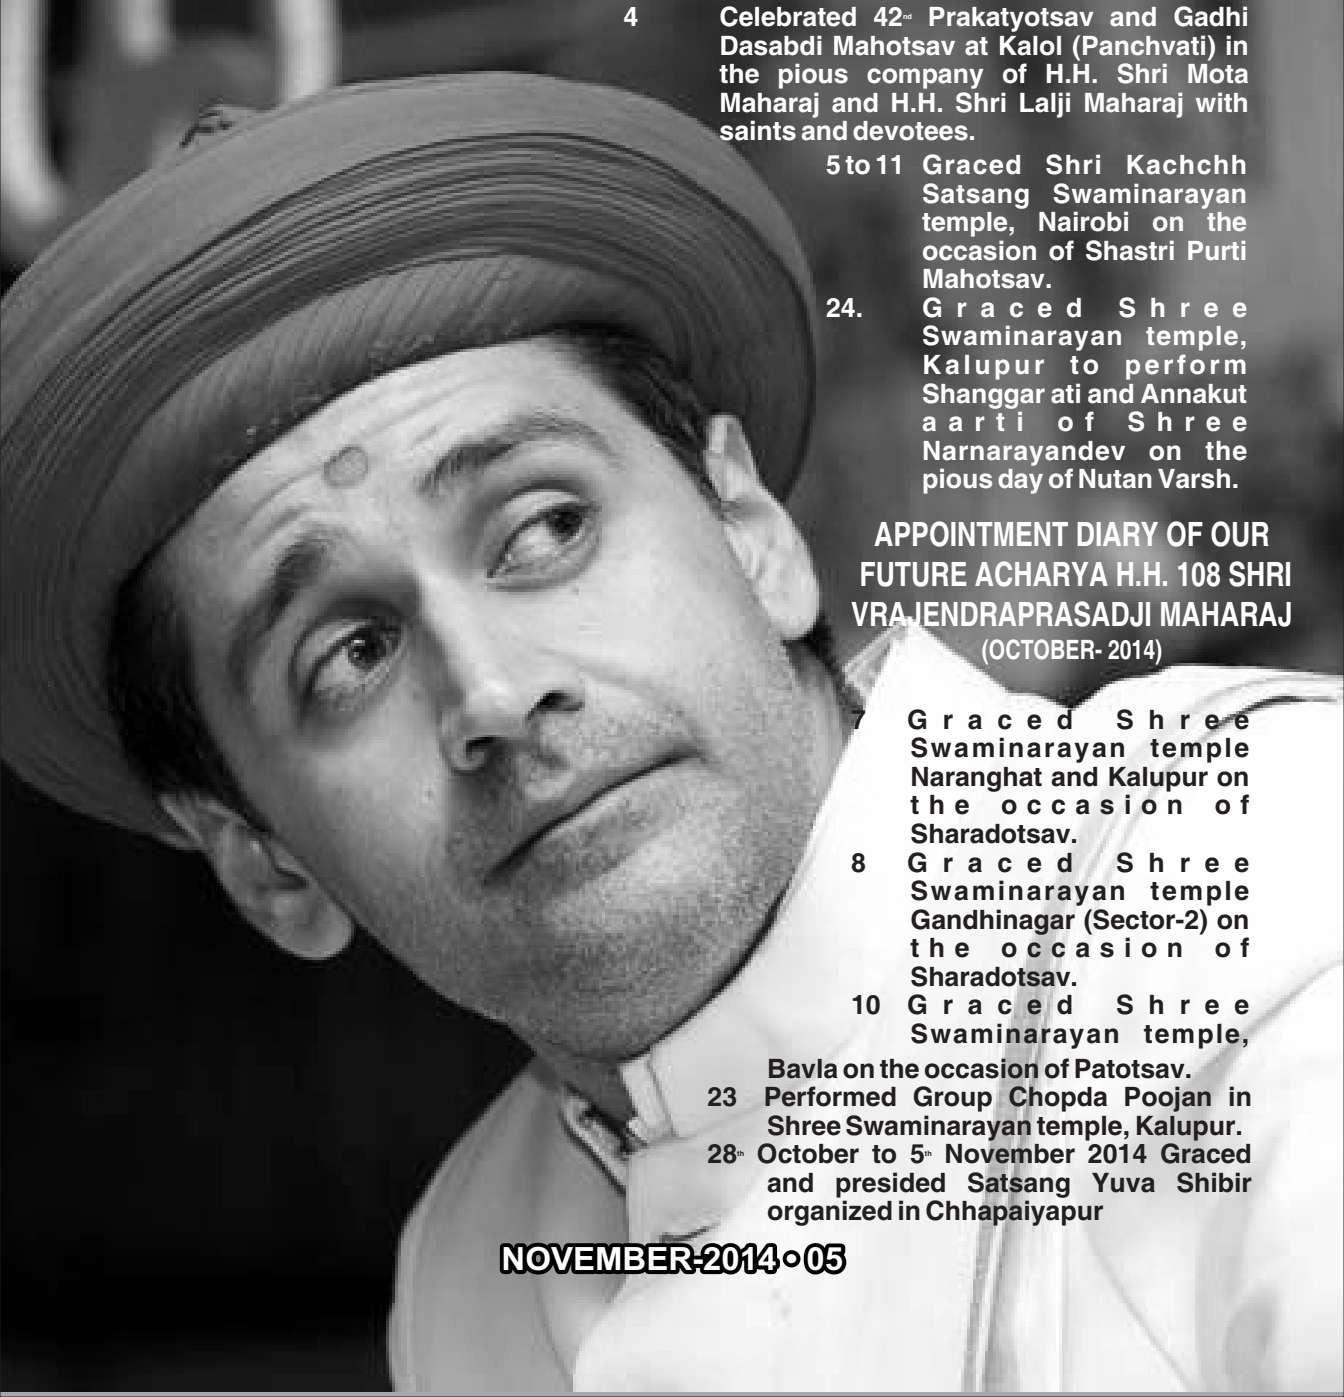 4 Celebrated 42nd Prakatyotsav and Gadhi
Dasabdi Mahotsav at Kalol (Panchvati) in
the pious company of H.H. Shri Mota
Maharaj and H.H. Shri Lalji Maharaj with
saints and devotees.
5 to 11 Graced Shri Kachchh
Satsang Swaminarayan
temple, Nairobi on the
occasion of Shastri Purti
Mahotsav.
24. Graced Shree
Swaminarayan temple,
Kalupur to perform
Shanggar ati and Annakut
aarti of Shree
Narnarayandev on the
pious day of Nutan Varsh.
APPOINTMENT DIARY OF OUR
FUTURE ACHARYA H.H. 108 SHRI
VRAJENDRAPRASADJI MAHARAJ
(OCTOBER- 2014)
7 Graced Shree
Swaminarayan temple
Naranghat and Kalupur on
the occasion of
Sharadotsav.
8 Graced Shree
Swaminarayan temple
Gandhinagar (Sector-2) on
the occasion of
Sharadotsav.
10 Graced Shree
Swaminarayan temple,
Bavla on the occasion of Patotsav.
23 Performed Group Chopda Poojan in
Shree Swaminarayan temple, Kalupur.
28th October to 5th November 2014 Graced
and presided Satsang Yuva Shibir
organized in Chhapaiyapur
NOVEMBER-2014 • 05